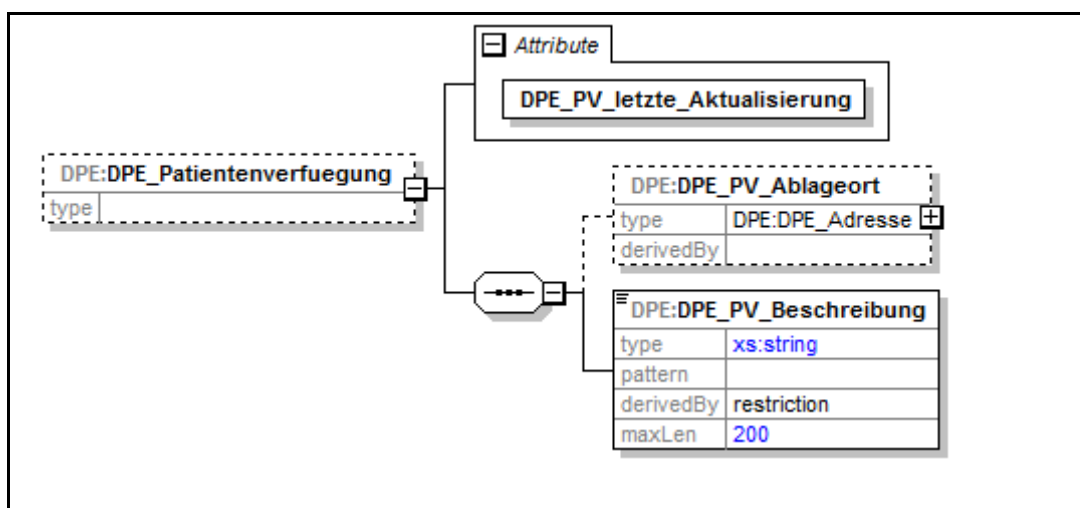 Attribute
DPE_PV_letzte_Aktualisierung
DPE:DPE_Patientenverfuegung
type
DPE:DPE_PV_Ablageort
type DPE:DPE_Adresse
derivedBy
DPE:DPE_PV_Beschreibung
type xs:string
pattern
derivedBy restriction
maxLen 200